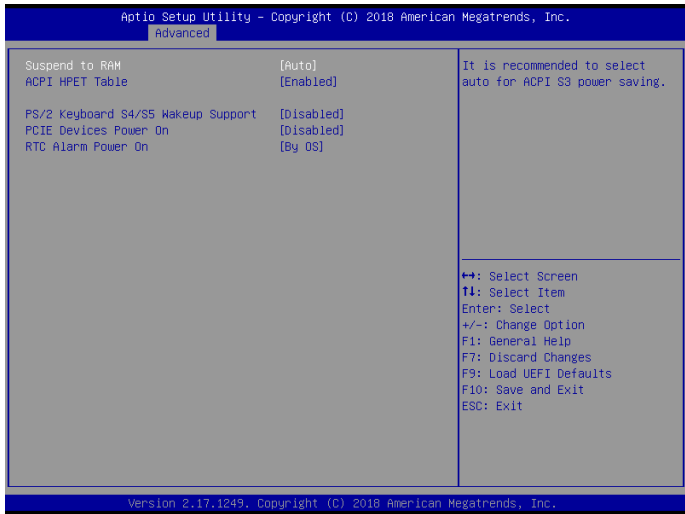 Aptio Setup Utility – Copyright (C) 2018 American Megatrends, Inc.
Advanced
Suspend to RAM [Auto]
ACPI HPET Table [Enabled]
PS/2 Keyboard S4/S5 Wakeup Support [Disabled]
PCIE Devices Power On [Disabled]
RTC Alarm Power On [By OS]
It is recommended to select
auto for ACPI S3 power saving.
↔: Select Screen
↑↓: Select Item
Enter: Select
+/-: Change Option
F1: General Help
F7: Discard Changes
F9: Load UEFI Defaults
F10: Save and Exit
ESC: Exit
Version 2.17.1249. Copyright (C) 2018 American Megatrends, Inc.